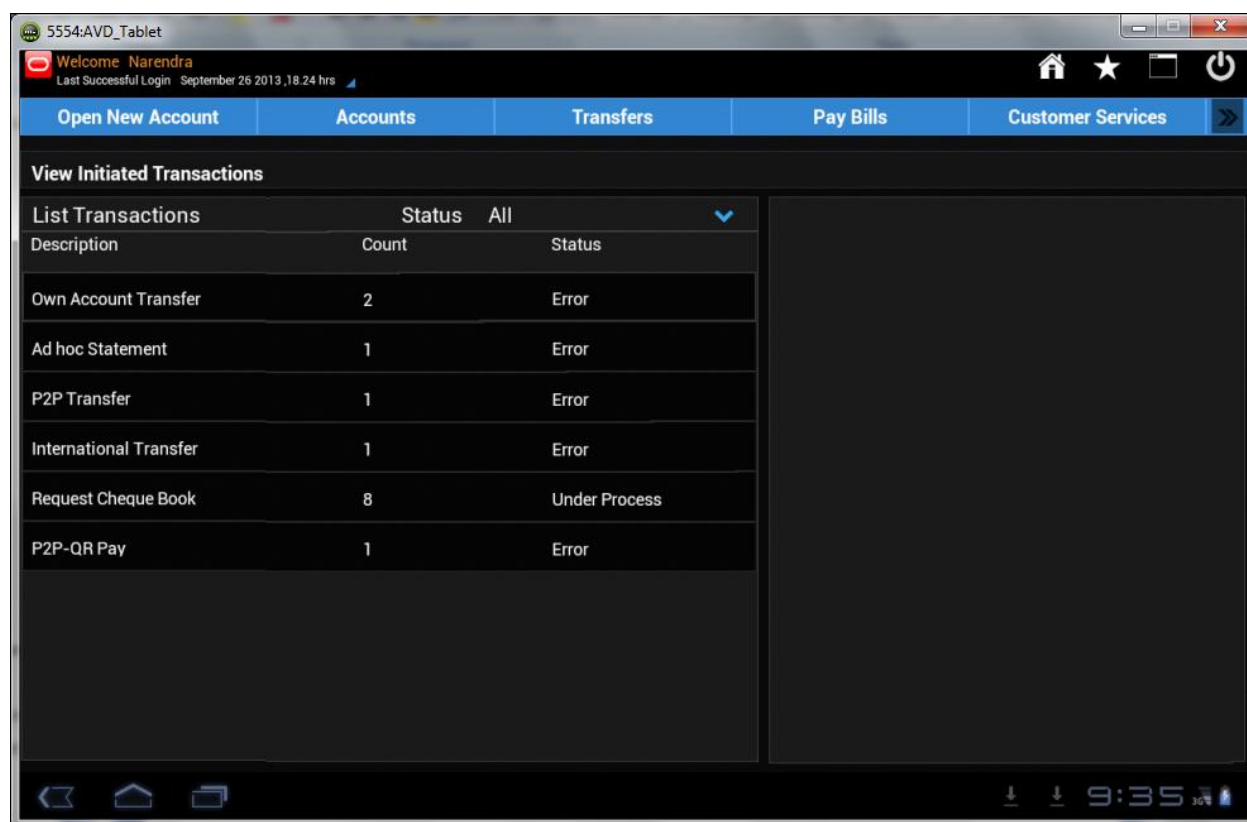 5554:AVD_Tablet
Welcome Narendra
Last Successful Login September 26 2013 ,18.24 hrs
Open New Account Accounts Transfers Pay Bills Customer Services
View Initiated Transactions
List Transactions Status All
Description Count Status
Own Account Transfer 2 Error
Ad hoc Statement 1 Error
P2P Transfer 1 Error
International Transfer 1 Error
Request Cheque Book 8 Under Process
P2P-QR Pay 1 Error
9:35 3G